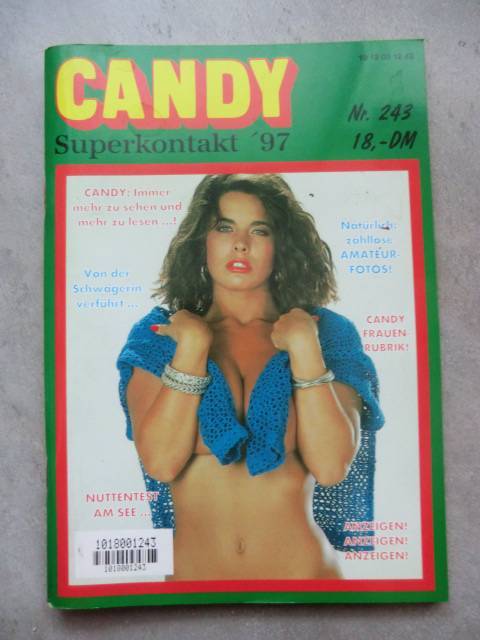 CANDY
Superkontakt '97
Nr. 243
18,-DM
CANDY: Immer
mehr zu sehen und
mehr zu lesen ...!
Natürlich:
zahllose
AMATEUR-
FOTOS!
Von der
Schwägerin
verführt ...
CANDY
FRAUEN
RUBRIK!
NUTTENTEST
AM SEE ...
ANZEIGEN!
ANZEIGEN!
ANZEIGEN!
1018001243
1018001243